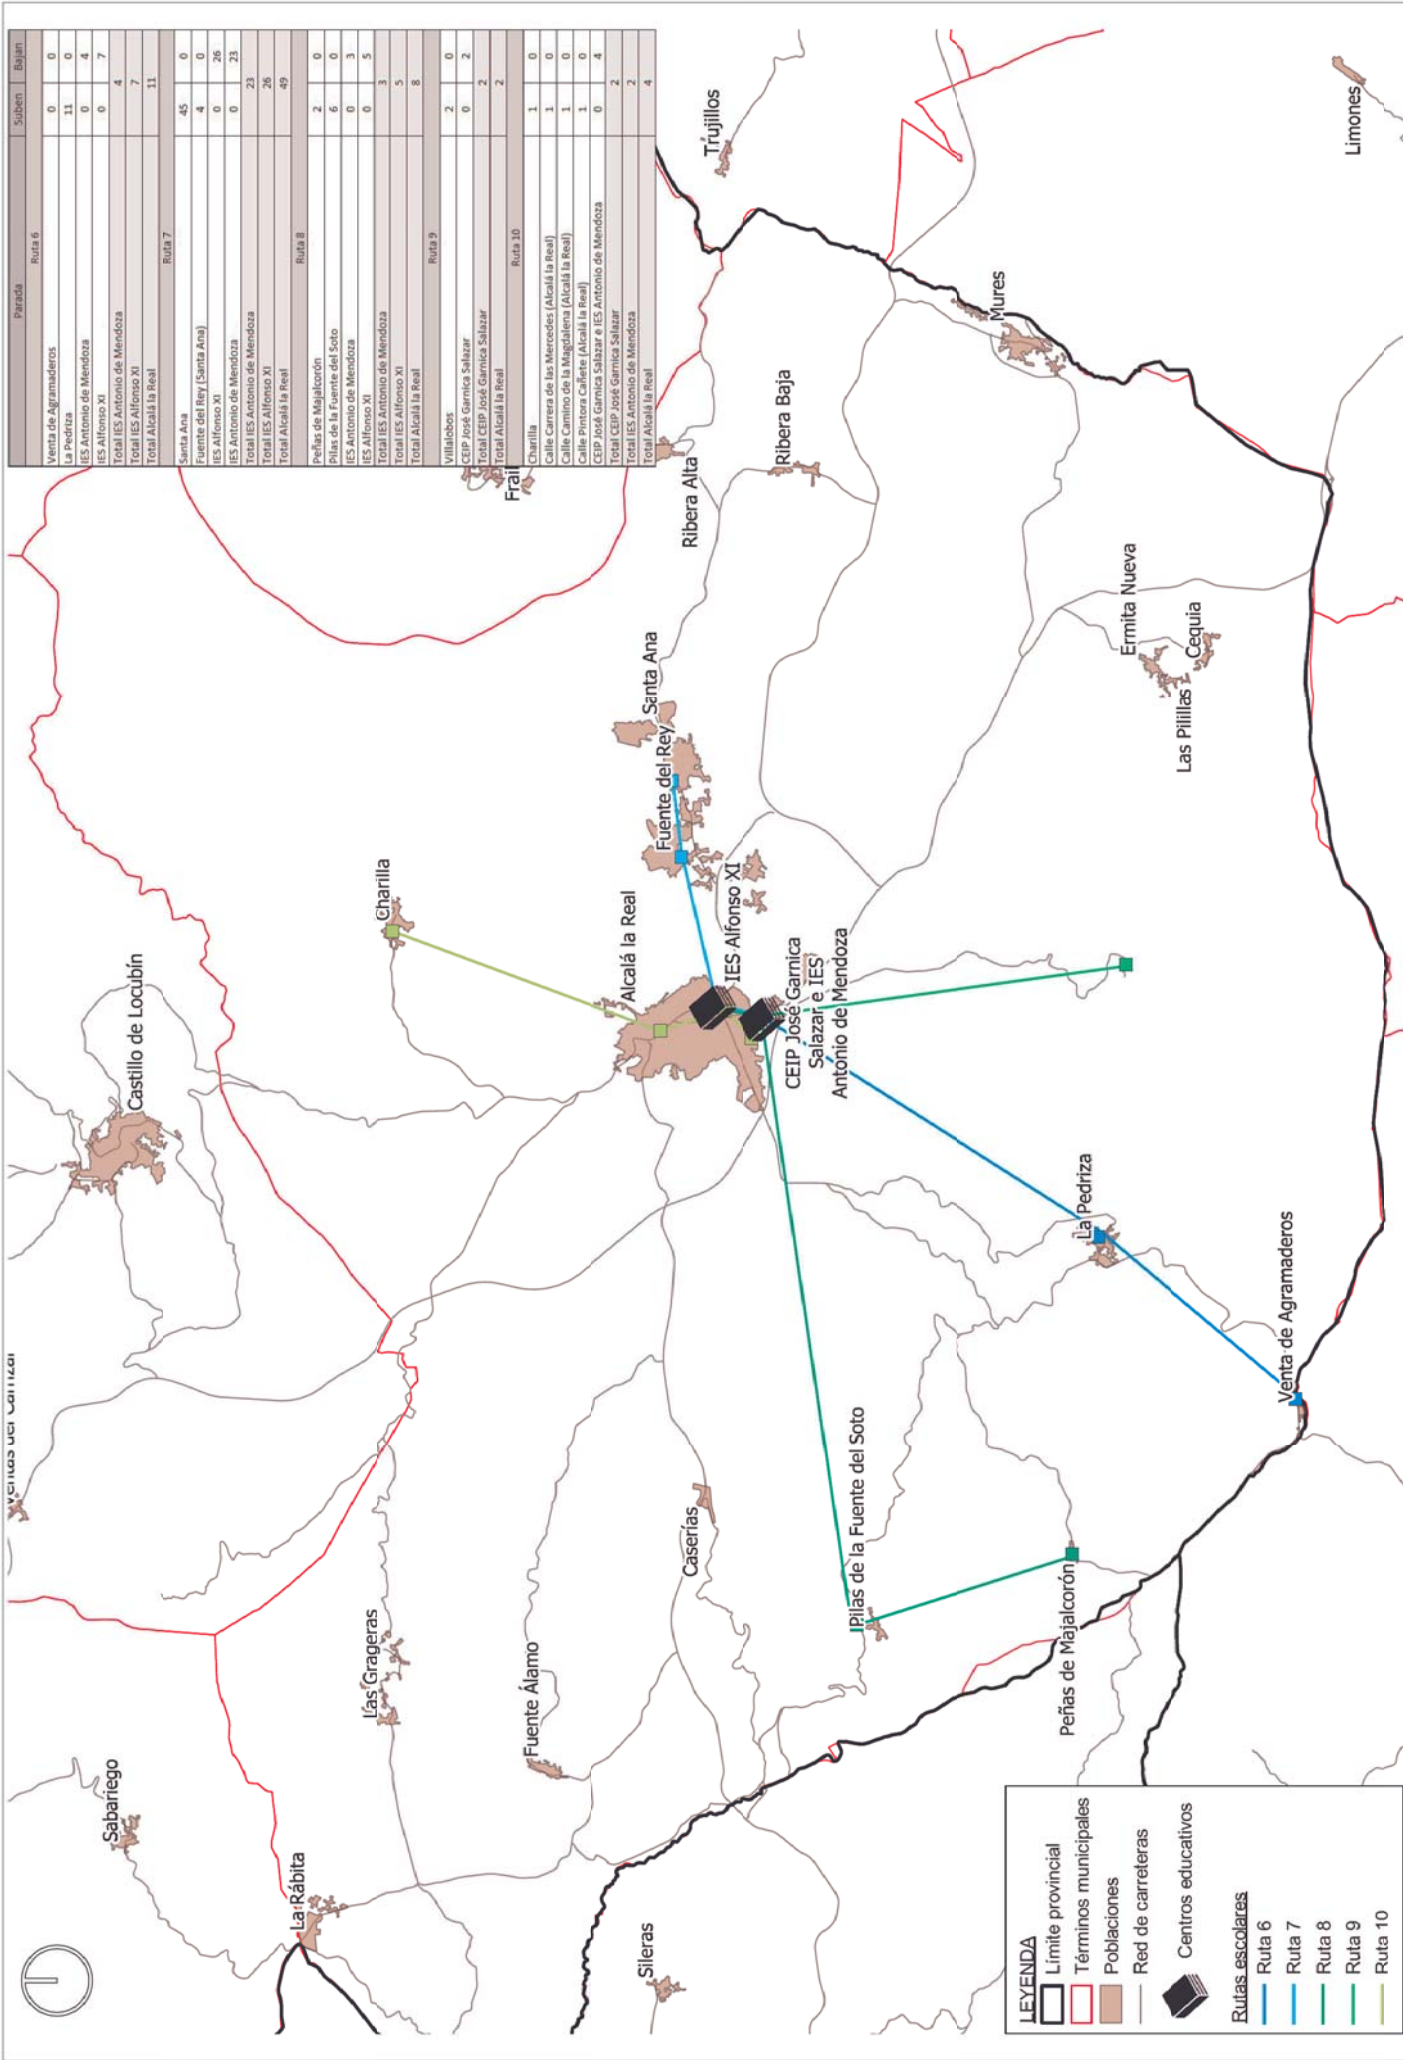 Parada Suben Bajan
Ruta 6
Venta de Agramaderos 0 0
La Pedriza 11 0
IES Antonio de Mendoza 0 4
IES Alfonso XI 0 7
Total IES Antonio de Mendoza 4
Total IES Alfonso XI 7
Total Alcalá la Real 11
Ruta 7
Santa Ana 45 0
Fuente del Rey (Santa Ana) 4 0
IES Alfonso XI 0 26
IES Antonio de Mendoza 0 23
Total IES Antonio de Mendoza 23
Total IES Alfonso XI 26
Total Alcalá la Real 49
Ruta 8
Peñas de Majalcorón 2 0
Pilas de la Fuente del Soto 6 0
IES Antonio de Mendoza 0 3
IES Alfonso XI 0 5
Total IES Antonio de Mendoza 3
Total IES Alfonso XI 5
Total Alcalá la Real 8
Ruta 9
Villalobos 2 0
CEIP José Garnica Salazar 0 2
Total CEIP José Garnica Salazar 2
Total Alcalá la Real 2
Ruta 10
Charilla 1 0
Calle Carrera de las Mercedes (Alcalá la Real) 1 0
Calle Camino de la Magdalena (Alcalá la Real) 1 0
Calle Pintora Cañete (Alcalá la Real) 1 0
CEIP José Garnica Salazar e IES Antonio de Mendoza 0 4
Total CEIP José Garnica Salazar 2
Total IES Antonio de Mendoza 2
Total Alcalá la Real 4
Sabariego
Castillo de Locubín
La Rábita
Las Grageras
Charilla
Frail
Fuente Álamo
Alcalá la Real
Santa Ana
Fuente del Rey
Ribera Alta
Trujillos
Sileras
Caserías
IES Alfonso XI
Ribera Baja
CEIP José Garnica
Salazar e IES
Antonio de Mendoza
Pilas de la Fuente del Soto
Mures
Peñas de Majalcorón
La Pedriza
Ermita Nueva
Las Pilillas
Cequia
Venta de Agramaderos
Limones
LEYENDA
Límite provincial
Términos municipales
Poblaciones
Red de carreteras
Centros educativos
Rutas escolares
Ruta 6
Ruta 7
Ruta 8
Ruta 9
Ruta 10